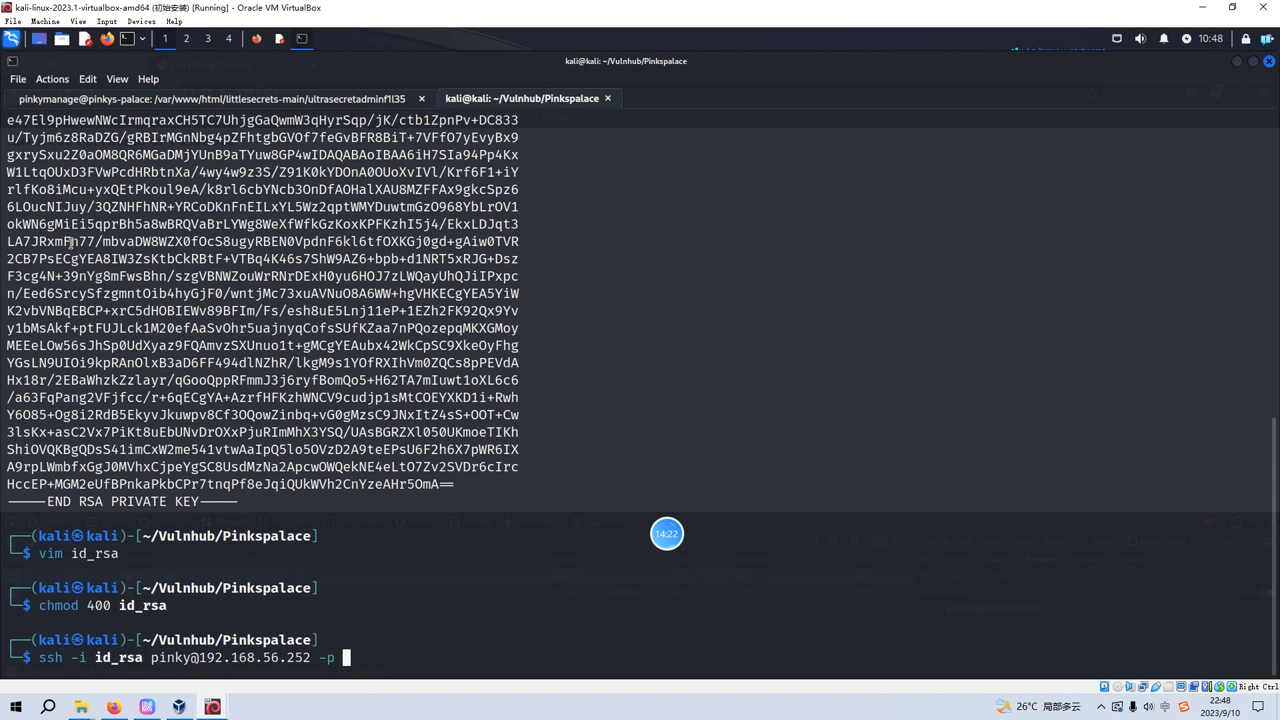 kali-linux-2023.1-virtualbox-amd64 (初始安装) [Running] - Oracle VM VirtualBox
File Machine View Input Devices Help
1 2 3 4
10:48
kali@kali: ~/Vulnhub/Pinkspalace
File Actions Edit View Help
pinkymanage@pinkys-palace: /var/www/html/littlesecrets-main/ultrasecretadminf1l35
kali@kali: ~/Vulnhub/Pinkspalace
e47El9pHwewNWcIrmqraxCH5TC7UhjgGaQwmW3qHyrSqp/jK/ctb1ZpnPv+DC833
u/Tyjm6z8RaDZG/gRBIrMGnNbg4pZFhtgbGVOf7feGvBFR8BiT+7VFfO7yEvyBx9
gxrySxu2Z0aOM8QR6MGaDMjYUnB9aTYuw8GP4wIDAQABAoIBAA6iH7SIa94Pp4Kx
W1LtqOUxD3FVwPcdHRbtnXa/4wy4w9z3S/Z91K0kYDOnA0OUoXvIVl/Krf6F1+iY
rlfKo8iMcu+yxQEtPkoul9eA/k8rl6cbYNcb3OnDfAOHalXAU8MZFFAx9gkcSpz6
6LOucNIJuy/3QZNHFhNR+YRCoDKnFnEILxYL5Wz2qptWMYDuwtmGzO968YbLrOV1
okWN6gMiEi5qprBh5a8wBRQVaBrLYWg8WeXfWfkGzKoxKPFKzhI5j4/EkxLDJqt3
LA7JRxmFh77/mbvaDW8WZX0fOcS8ugyRBEN0VpdnF6kl6tfOXKGj0gd+gAiw0TVR
2CB7PsECgYEA8IW3ZsKtbCkRBtF+VTBq4K46s7ShW9AZ6+bpb+d1NRT5xRJG+Dsz
F3cg4N+39nYg8mFwsBhn/szgVBNWZouWrRNrDExH0yu6HOJ7zLWQayUhQJiIPxpc
n/Eed6SrcySfzgmntOib4hyGjF0/wntjMc73xuAVNuO8A6WW+hgVHKECgYEA5YiW
K2vbVNBqEBCP+xrC5dHOBIEWv89BFIm/Fs/esh8uE5Lnj11eP+1EZh2FK92Qx9Yv
y1bMsAkf+ptFUJLck1M20efAaSvOhr5uajnyqCofsSUfKZaa7nPQozepqMKXGMoy
MEEeLOw56sJhSp0UdXyaz9FQAmvzSXUnuo1t+gMCgYEAubx42WkCpSC9XkeOyFhg
YGsLN9UIOi9kpRAnOlxB3aD6FF494dlNZhR/lkgM9s1YOfRXIhVm0ZQCs8pPEVdA
Hx18r/2EBaWhzkZzlayr/qGooQppRFmmJ3j6ryfBomQo5+H62TA7mIuwt1oXL6c6
/a63FqPang2VFjfcc/r+6qECgYA+AzrfHFKzhWNCV9cudjp1sMtCOEYXKD1i+Rwh
Y6O85+Og8i2RdB5EkyvJkuwpv8Cf3OQowZinbq+vG0gMzsC9JNxItZ4sS+OOT+Cw
3lsKx+asC2Vx7PiKt8uEbUNvDrOXxPjuRImMhX3YSQ/UAsBGRZXl050UKmoeTIKh
ShiOVQKBgQDsS41imCxW2me541vtwAaIpQ5lo5OVzD2A9teEPsU6F2h6X7pWR6IX
A9rpLWmbfxGgJ0MVhxCjpeYgSC8UsdMzNa2ApcwOWQekNE4eLtO7Zv2SVDr6cIrc
HccEP+MGM2eUfBPnkaPkbCPr7tnqPf8eJqiQUkWVh2CnYzeAHr5OmA==
-----END RSA PRIVATE KEY-----
┌──(kali㉿kali)-[~/Vulnhub/Pinkspalace]
└─$ vim id_rsa
┌──(kali㉿kali)-[~/Vulnhub/Pinkspalace]
└─$ chmod 400 id_rsa
┌──(kali㉿kali)-[~/Vulnhub/Pinkspalace]
└─$ ssh -i id_rsa pinky@192.168.56.252 -p
14:22
Right Ctrl
26°C 局部多云
中
22:48
2023/9/10